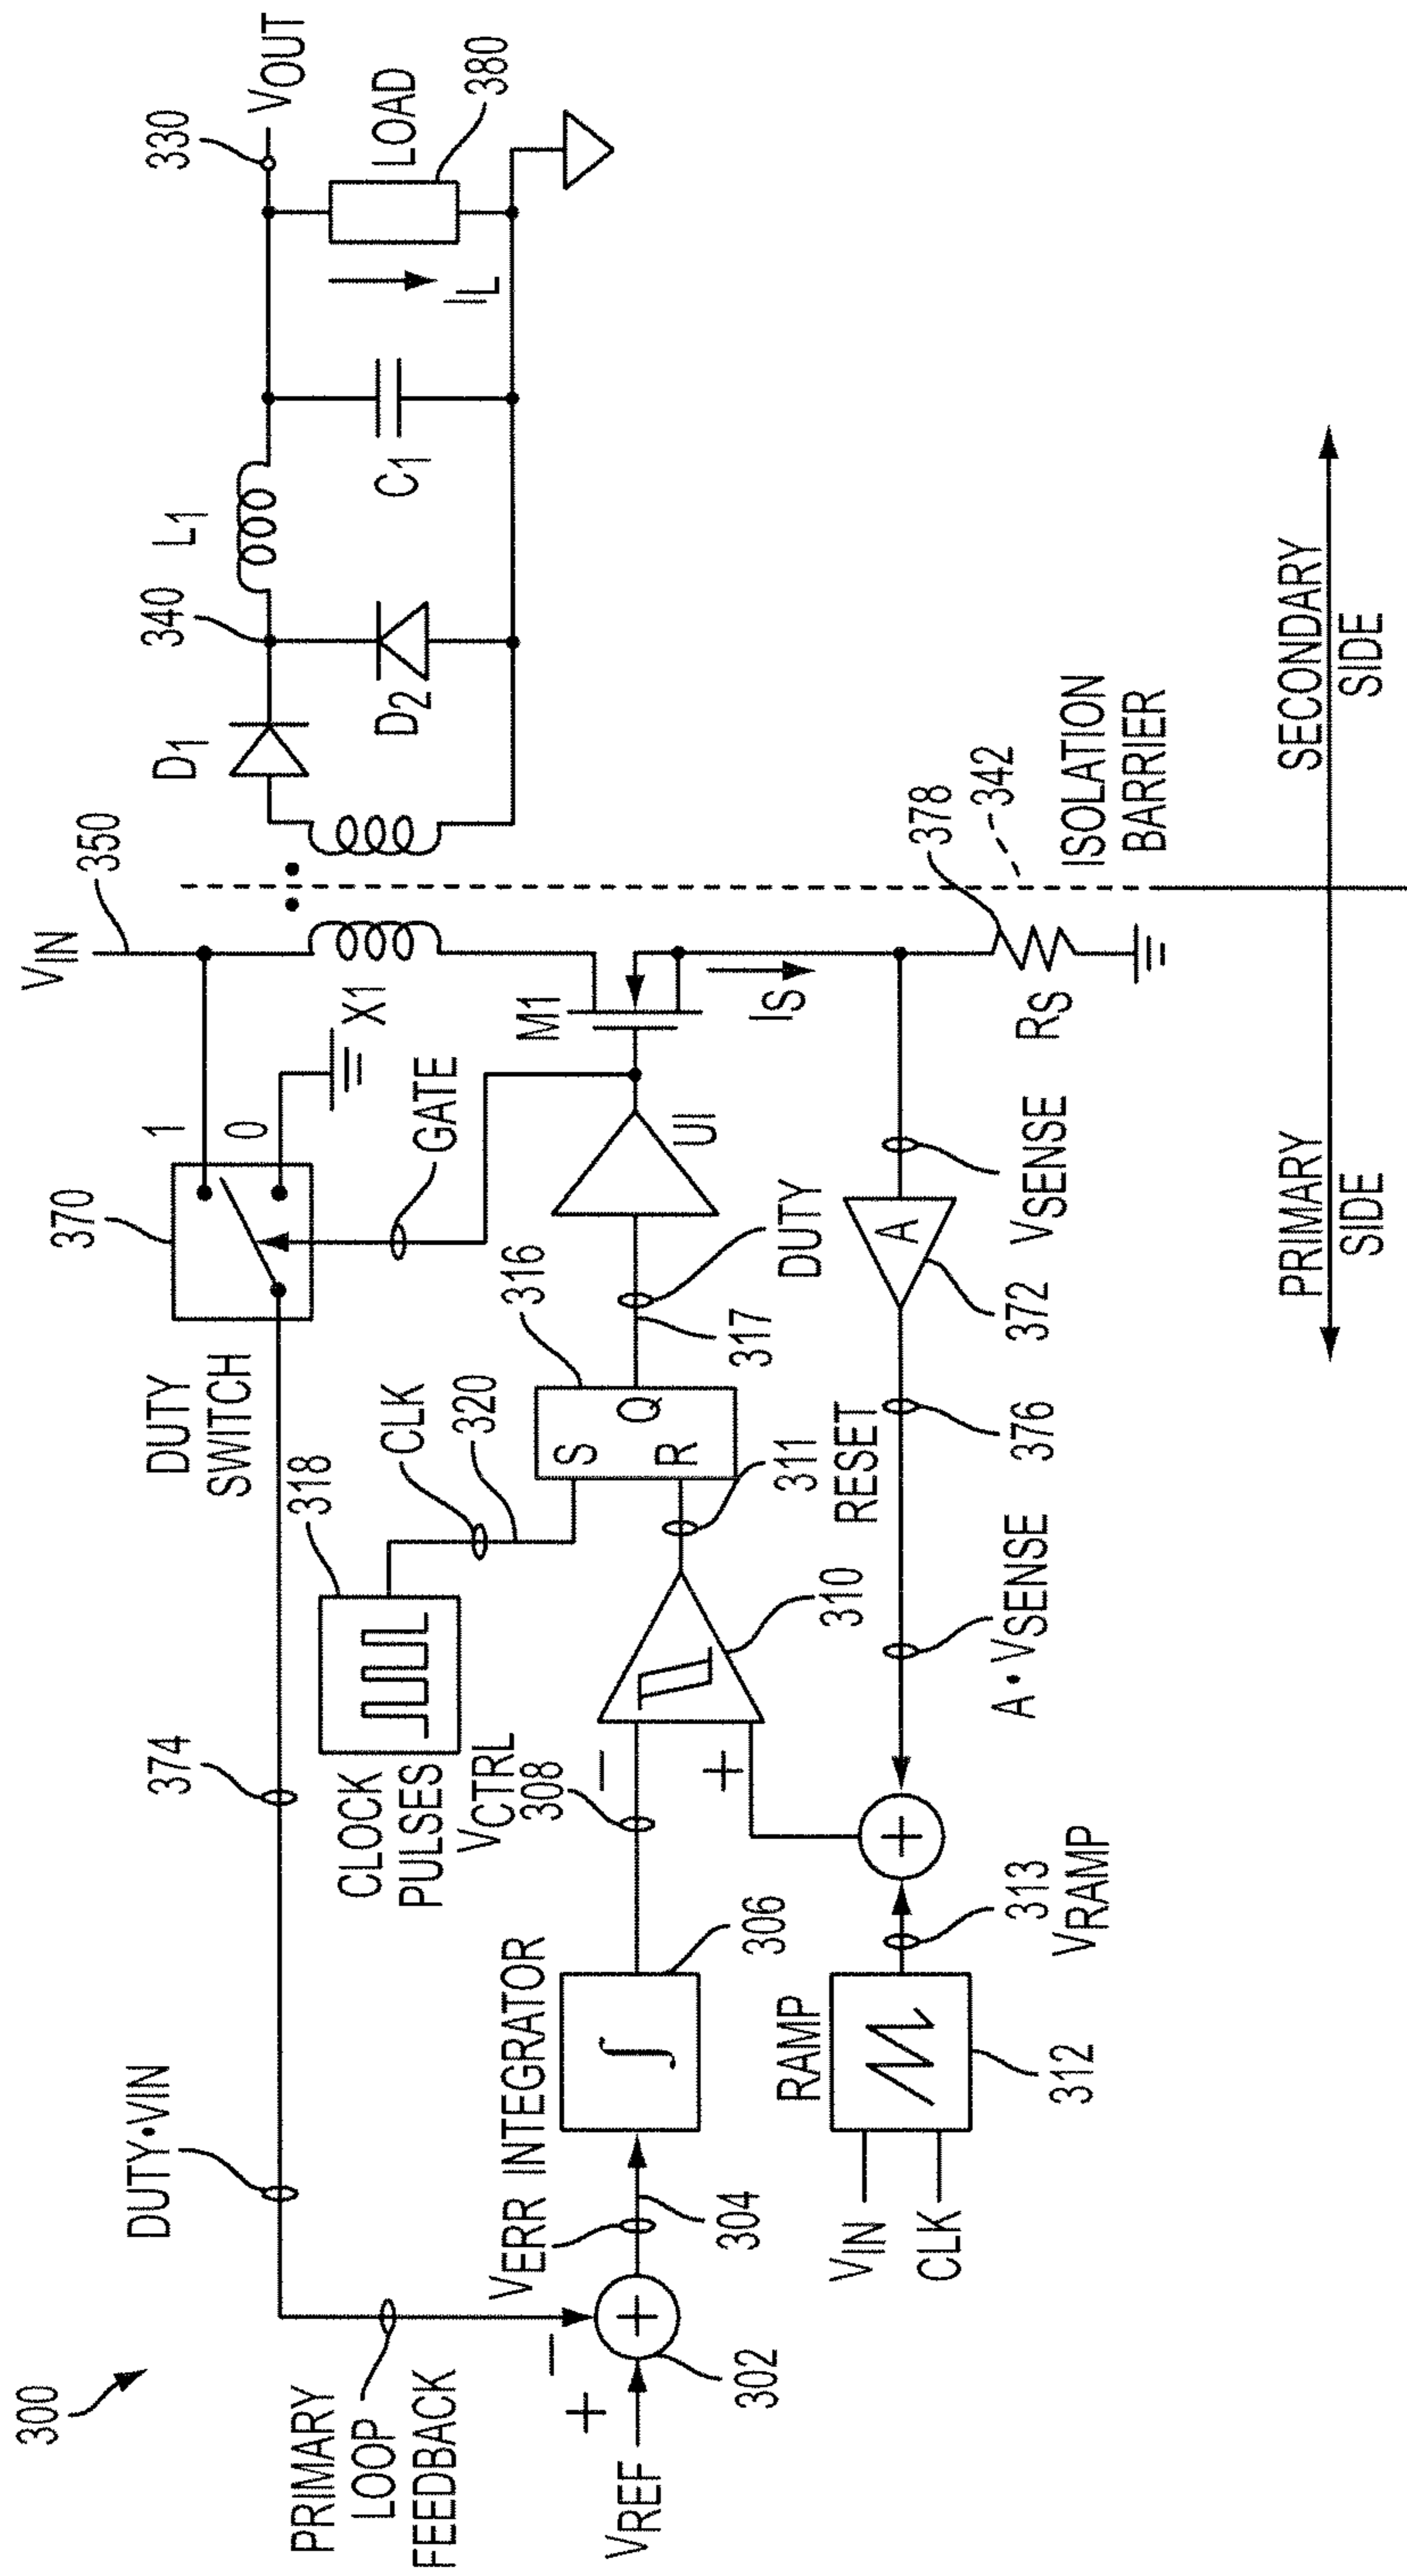 300
PRIMARY
LOOP
FEEDBACK
DUTY•VIN
374
DUTY
SWITCH
370
1
0
GATE
VIN
350
X1
D1
340
L1
D2
C1
330
VOUT
LOAD
380
IL
VREF
+
−
+
302
VERR
304
INTEGRATOR
∫
306
CLOCK
PULSES
318
CLK
320
VCTRL
308
−
+
310
311
S
R
Q
316
317
DUTY
UI
M1
IS
VIN
CLK
RAMP
312
313
VRAMP
+
A•VSENSE
RESET
376
A
372
VSENSE
RS
378
342
ISOLATION
BARRIER
PRIMARY
SIDE
SECONDARY
SIDE